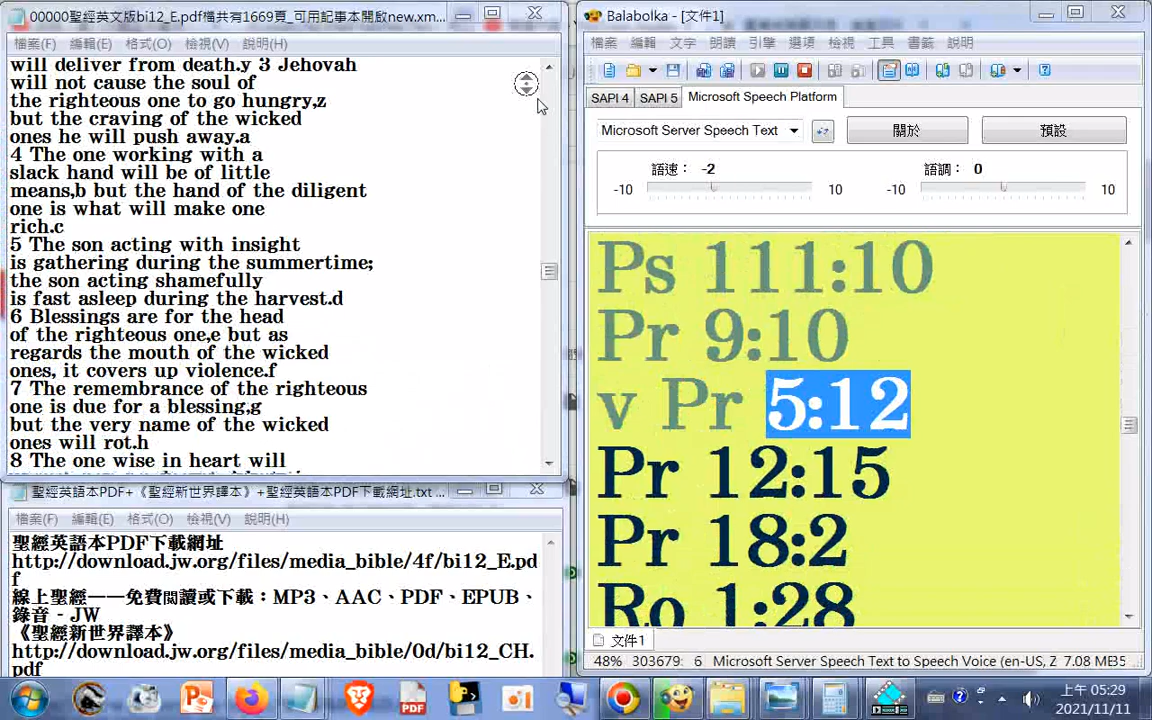 00000聖經英文版bi12_E.pdf檔共有1669頁_可用記事本開啟new.xm...
檔案(F) 編輯(E) 格式(O) 檢視(V) 說明(H)
will deliver from death.y 3 Jehovah
will not cause the soul of
the righteous one to go hungry,z
but the craving of the wicked
ones he will push away.a
4 The one working with a
slack hand will be of little
means,b but the hand of the diligent
one is what will make one
rich.c
5 The son acting with insight
is gathering during the summertime;
the son acting shamefully
is fast asleep during the harvest.d
6 Blessings are for the head
of the righteous one,e but as
regards the mouth of the wicked
ones, it covers up violence.f
7 The remembrance of the righteous
one is due for a blessing,g
but the very name of the wicked
ones will rot.h
8 The one wise in heart will
聖經英語本PDF+《聖經新世界譯本》+聖經英語本PDF下載網址.txt ...
檔案(F) 編輯(E) 格式(O) 檢視(V) 說明(H)
聖經英語本PDF下載網址
http://download.jw.org/files/media_bible/4f/bi12_E.pd
f
線上聖經——免費閱讀或下載：MP3、AAC、PDF、EPUB、
錄音 - JW
《聖經新世界譯本》
http://download.jw.org/files/media_bible/0d/bi12_CH.
pdf
Balabolka - [文件1]
檔案 編輯 文字 朗讀 引擎 選項 檢視 工具 書籤 說明
SAPI 4 SAPI 5 Microsoft Speech Platform
Microsoft Server Speech Text 關於 預設
語速： -2 語調： 0
-10 10 -10 10
Ps 111:10
Pr 9:10
v Pr 5:12
Pr 12:15
Pr 18:2
Ro 1:28
文件1
48% 303679: 6 Microsoft Server Speech Text to Speech Voice (en-US, Z 7.08 MB
上午 05:29
2021/11/11